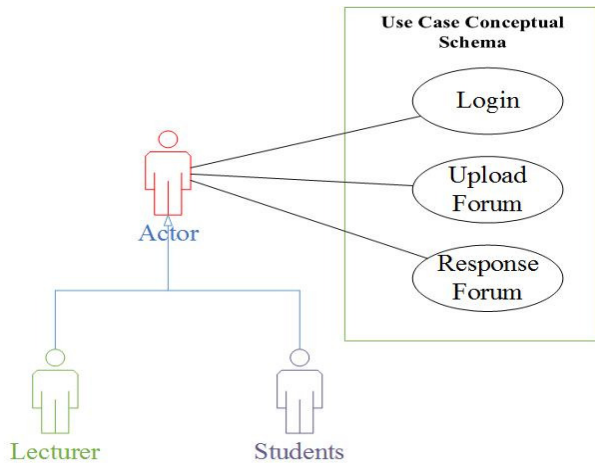 Use Case Conceptual
Schema
Login
Upload
Forum
Response
Forum
Actor
Lecturer
Students